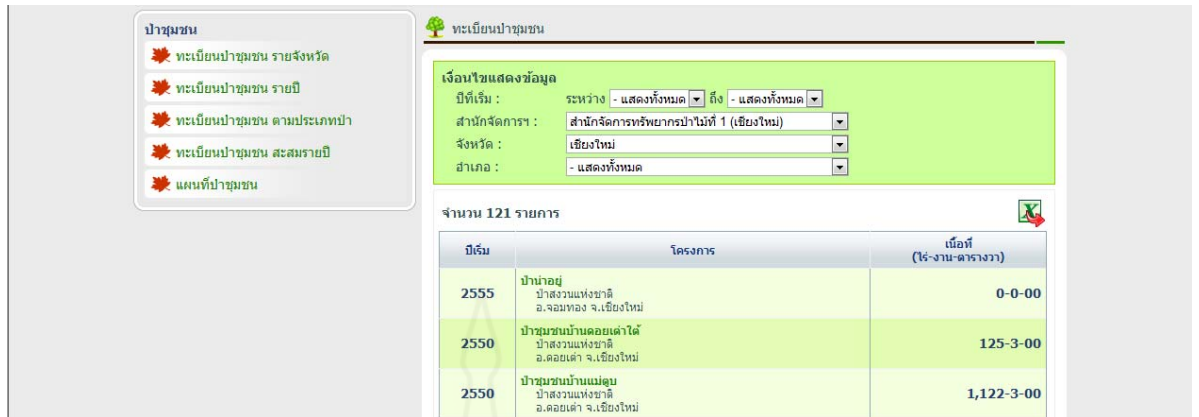 ป่าชุมชน
ทะเบียนป่าชุมชน รายจังหวัด
ทะเบียนป่าชุมชน รายปี
ทะเบียนป่าชุมชน ตามประเภทป่า
ทะเบียนป่าชุมชน สะสมรายปี
แผนที่ป่าชุมชน
ทะเบียนป่าชุมชน
เงื่อนไขแสดงข้อมูล
ปีที่เริ่ม : ระหว่าง - แสดงทั้งหมด ถึง - แสดงทั้งหมด
สำนักจัดการฯ : สำนักจัดการทรัพยากรป่าไม้ที่ 1 (เชียงใหม่)
จังหวัด : เชียงใหม่
อำเภอ : - แสดงทั้งหมด
จำนวน 121 รายการ
ปีเริ่ม โครงการ เนื้อที่
(ไร่-งาน-ตารางวา)
ป่าน่าอยู่
2555 ป่าสงวนแห่งชาติ 0-0-00
อ.จอมทอง จ.เชียงใหม่
ป่าชุมชนบ้านดอยเต่าใต้
2550 ป่าสงวนแห่งชาติ 125-3-00
อ.ดอยเต่า จ.เชียงใหม่
ป่าชุมชนบ้านแม่ตูบ
2550 ป่าสงวนแห่งชาติ 1,122-3-00
อ.ดอยเต่า จ.เชียงใหม่